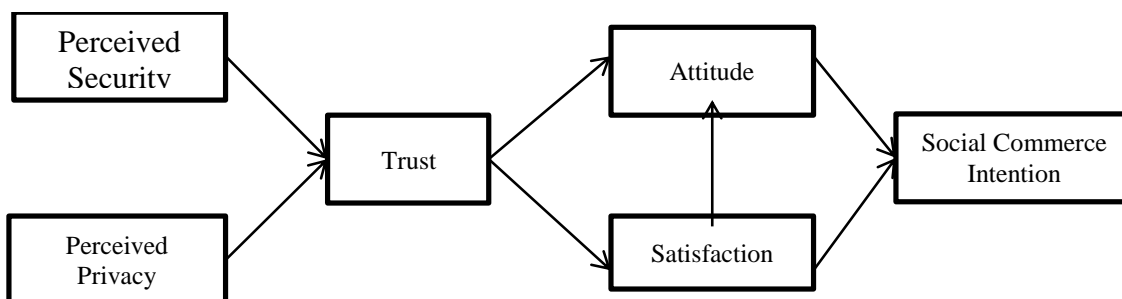 Perceived
Security
Attitude
Trust
Social Commerce
Intention
Perceived
Privacy
Satisfaction